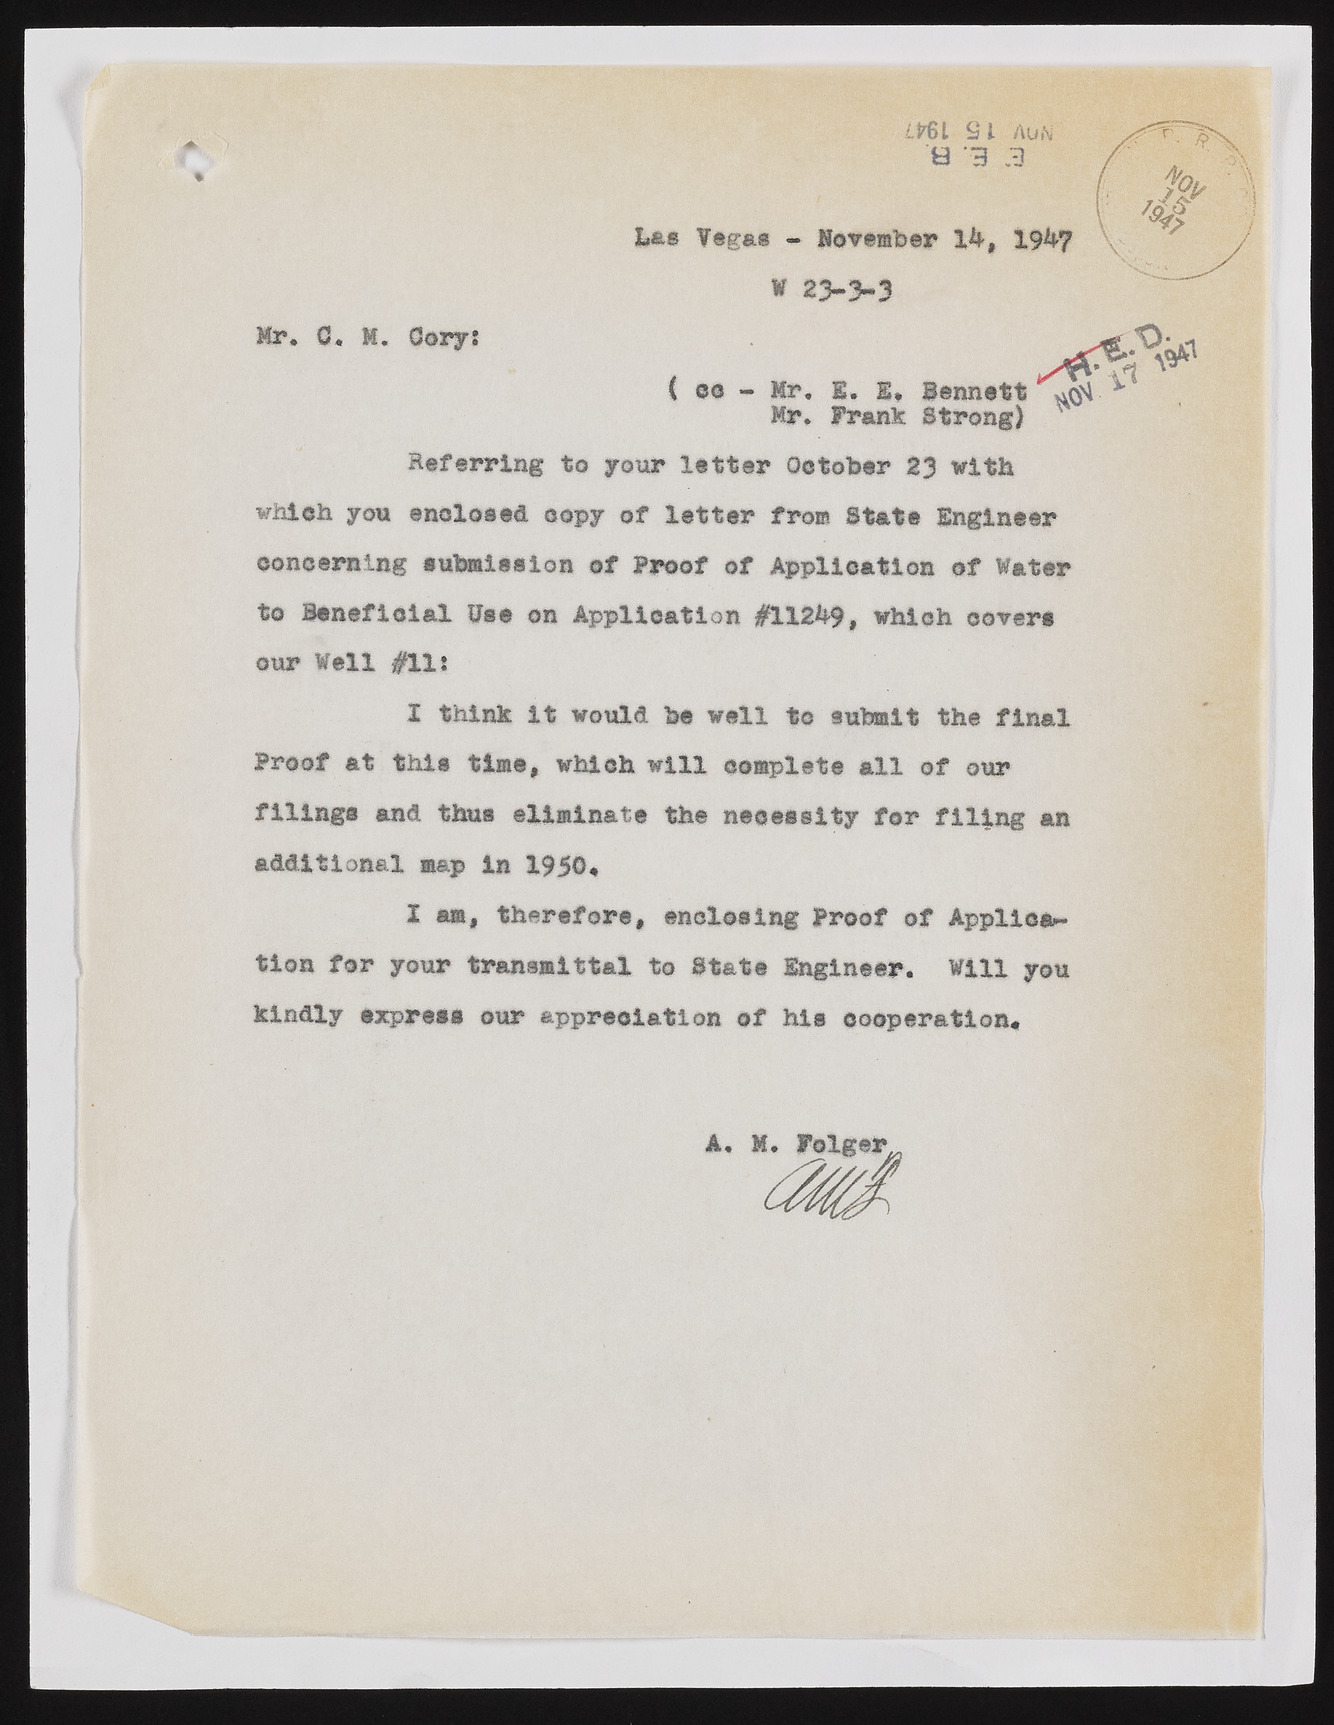 NOV 15 1947
E. E. B.
P. R. R.
NOV
15
1947
Las Vegas - November 14, 1947
W 23-3-3
Mr. C. M. Cory:
H. E. D.
NOV 17 1947
( cc - Mr. E. E. Bennett
Mr. Frank Strong)
Referring to your letter October 23 with
which you enclosed copy of letter from State Engineer
concerning submission of Proof of Application of Water
to Beneficial Use on Application #11249, which covers
our Well #11:
I think it would be well to submit the final
Proof at this time, which will complete all of our
filings and thus eliminate the necessity for filing an
additional map in 1950.
I am, therefore, enclosing Proof of Applica-
tion for your transmittal to State Engineer. Will you
kindly express our appreciation of his cooperation.
A. M. Folger
AMF